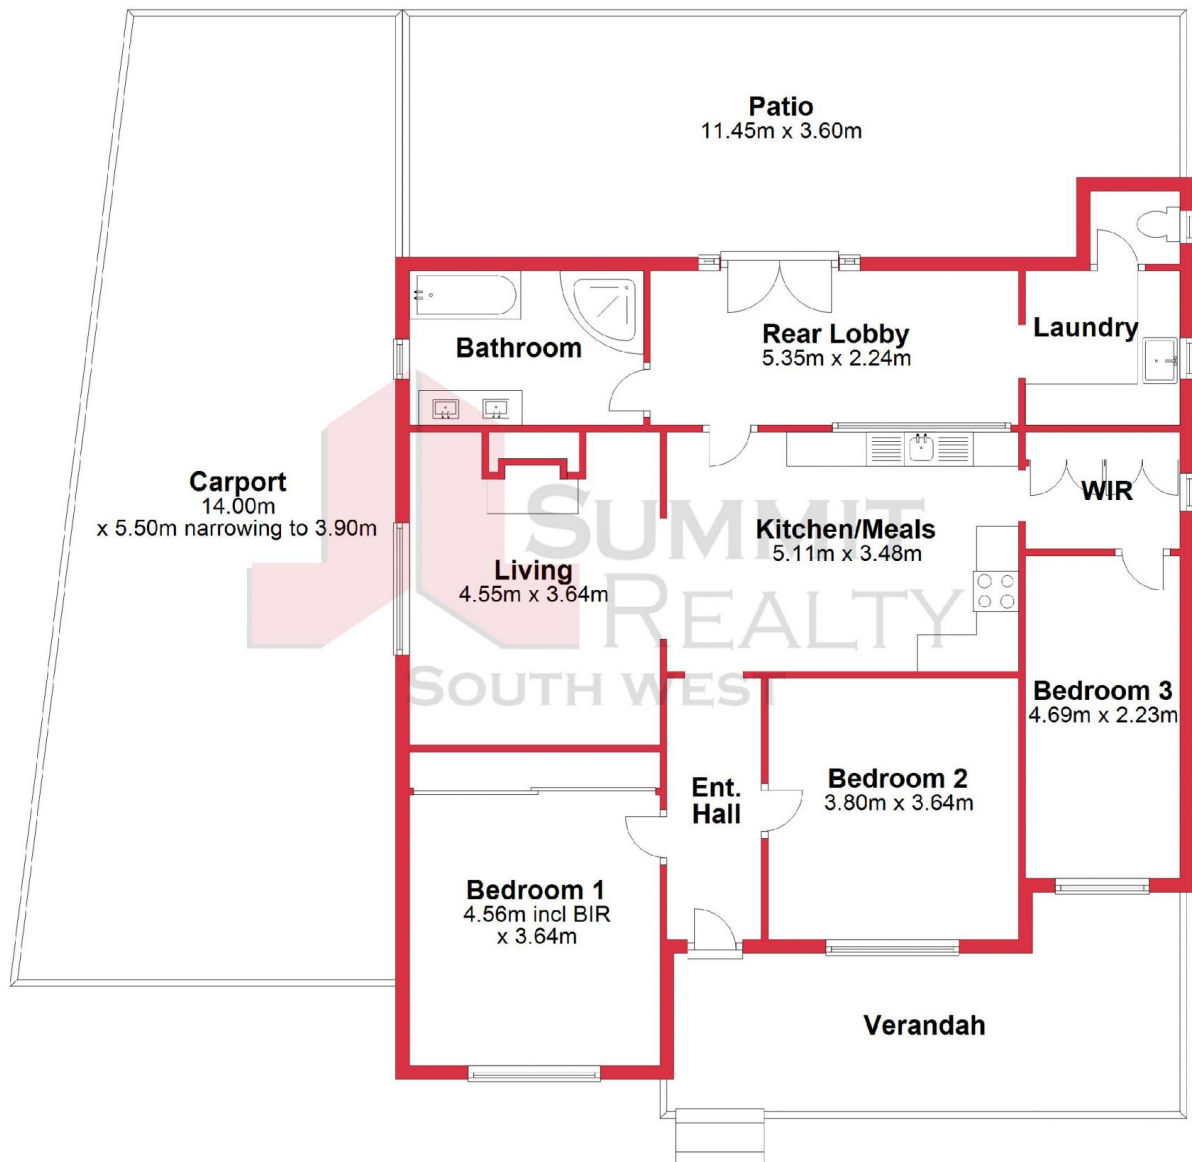 Patio
11.45m x 3.60m
Bathroom
Rear Lobby
5.35m x 2.24m
Laundry
Carport
14.00m
x 5.50m narrowing to 3.90m
Living
4.55m x 3.64m
Kitchen/Meals
5.11m x 3.48m
WIR
SUMMIT
REALTY
SOUTH WEST
Bedroom 3
4.69m x 2.23m
Ent.
Hall
Bedroom 2
3.80m x 3.64m
Bedroom 1
4.56m incl BIR
x 3.64m
Verandah